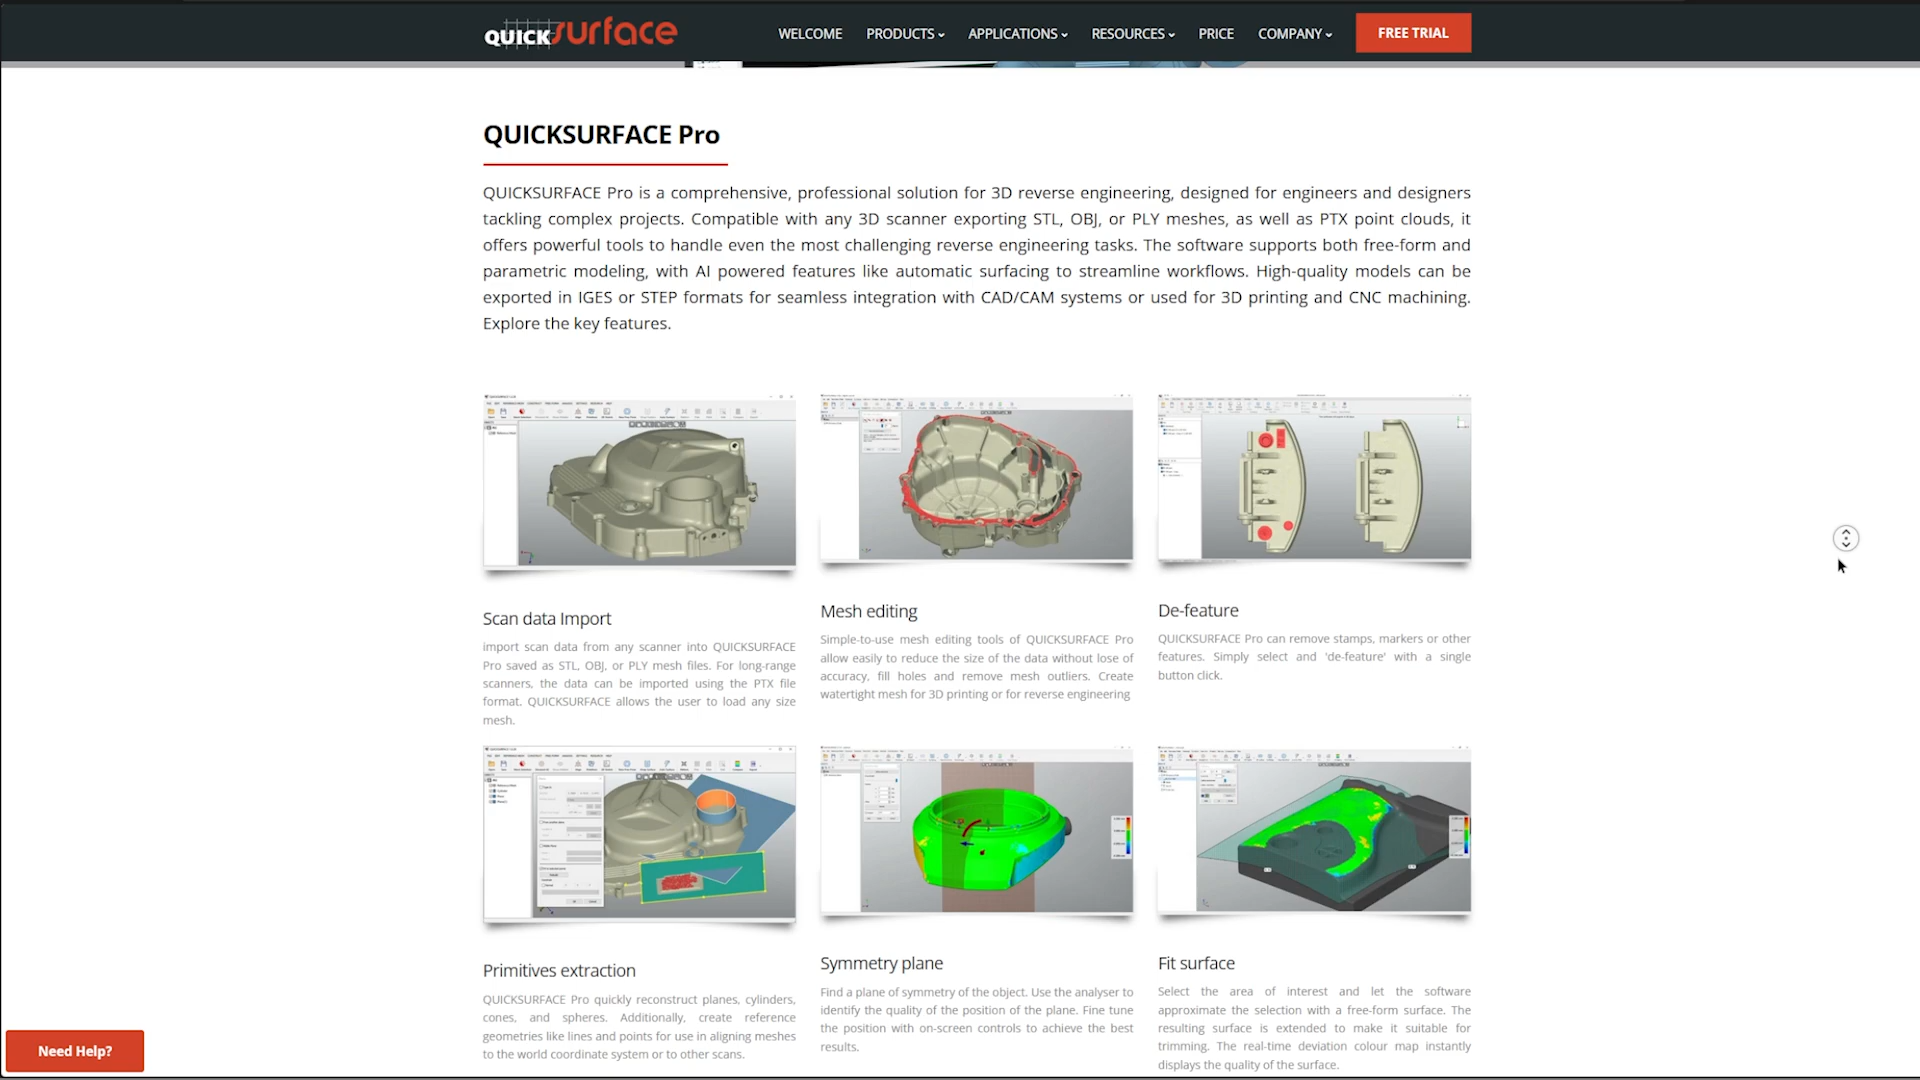 QUICKsurface
WELCOME PRODUCTS APPLICATIONS RESOURCES PRICE COMPANY FREE TRIAL
QUICKSURFACE Pro
QUICKSURFACE Pro is a comprehensive, professional solution for 3D reverse engineering, designed for engineers and designers
tackling complex projects. Compatible with any 3D scanner exporting STL, OBJ, or PLY meshes, as well as PTX point clouds, it
offers powerful tools to handle even the most challenging reverse engineering tasks. The software supports both free-form and
parametric modeling, with AI powered features like automatic surfacing to streamline workflows. High-quality models can be
exported in IGES or STEP formats for seamless integration with CAD/CAM systems or used for 3D printing and CNC machining.
Explore the key features.
Scan data Import
import scan data from any scanner into QUICKSURFACE
Pro saved as STL, OBJ, or PLY mesh files. For long-range
scanners, the data can be imported using the PTX file
format. QUICKSURFACE allows the user to load any size
mesh.
Mesh editing
Simple-to-use mesh editing tools of QUICKSURFACE Pro
allow easily to reduce the size of the data without lose of
accuracy, fill holes and remove mesh outliers. Create
watertight mesh for 3D printing or for reverse engineering
De-feature
QUICKSURFACE Pro can remove stamps, markers or other
features. Simply select and 'de-feature' with a single
button click.
Primitives extraction
QUICKSURFACE Pro quickly reconstruct planes, cylinders,
cones, and spheres. Additionally, create reference
geometries like lines and points for use in aligning meshes
to the world coordinate system or to other scans.
Symmetry plane
Find a plane of symmetry of the object. Use the analyser to
identify the quality of the position of the plane. Fine tune
the position with on-screen controls to achieve the best
results.
Fit surface
Select the area of interest and let the software
approximate the selection with a free-form surface. The
resulting surface is extended to make it suitable for
trimming. The real-time deviation colour map instantly
displays the quality of the surface.
Need Help?